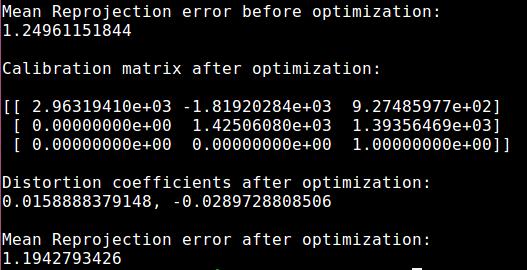 Mean Reprojection error before optimization:
1.24961151844
Calibration matrix after optimization:
[[ 2.96319410e+03 -1.81920284e+03  9.27485977e+02]
 [ 0.00000000e+00  1.42506080e+03  1.39356469e+03]
 [ 0.00000000e+00  0.00000000e+00  1.00000000e+00]]
Distortion coefficients after optimization:
0.0158888379148, -0.0289728808506
Mean Reprojection error after optimization:
1.1942793426